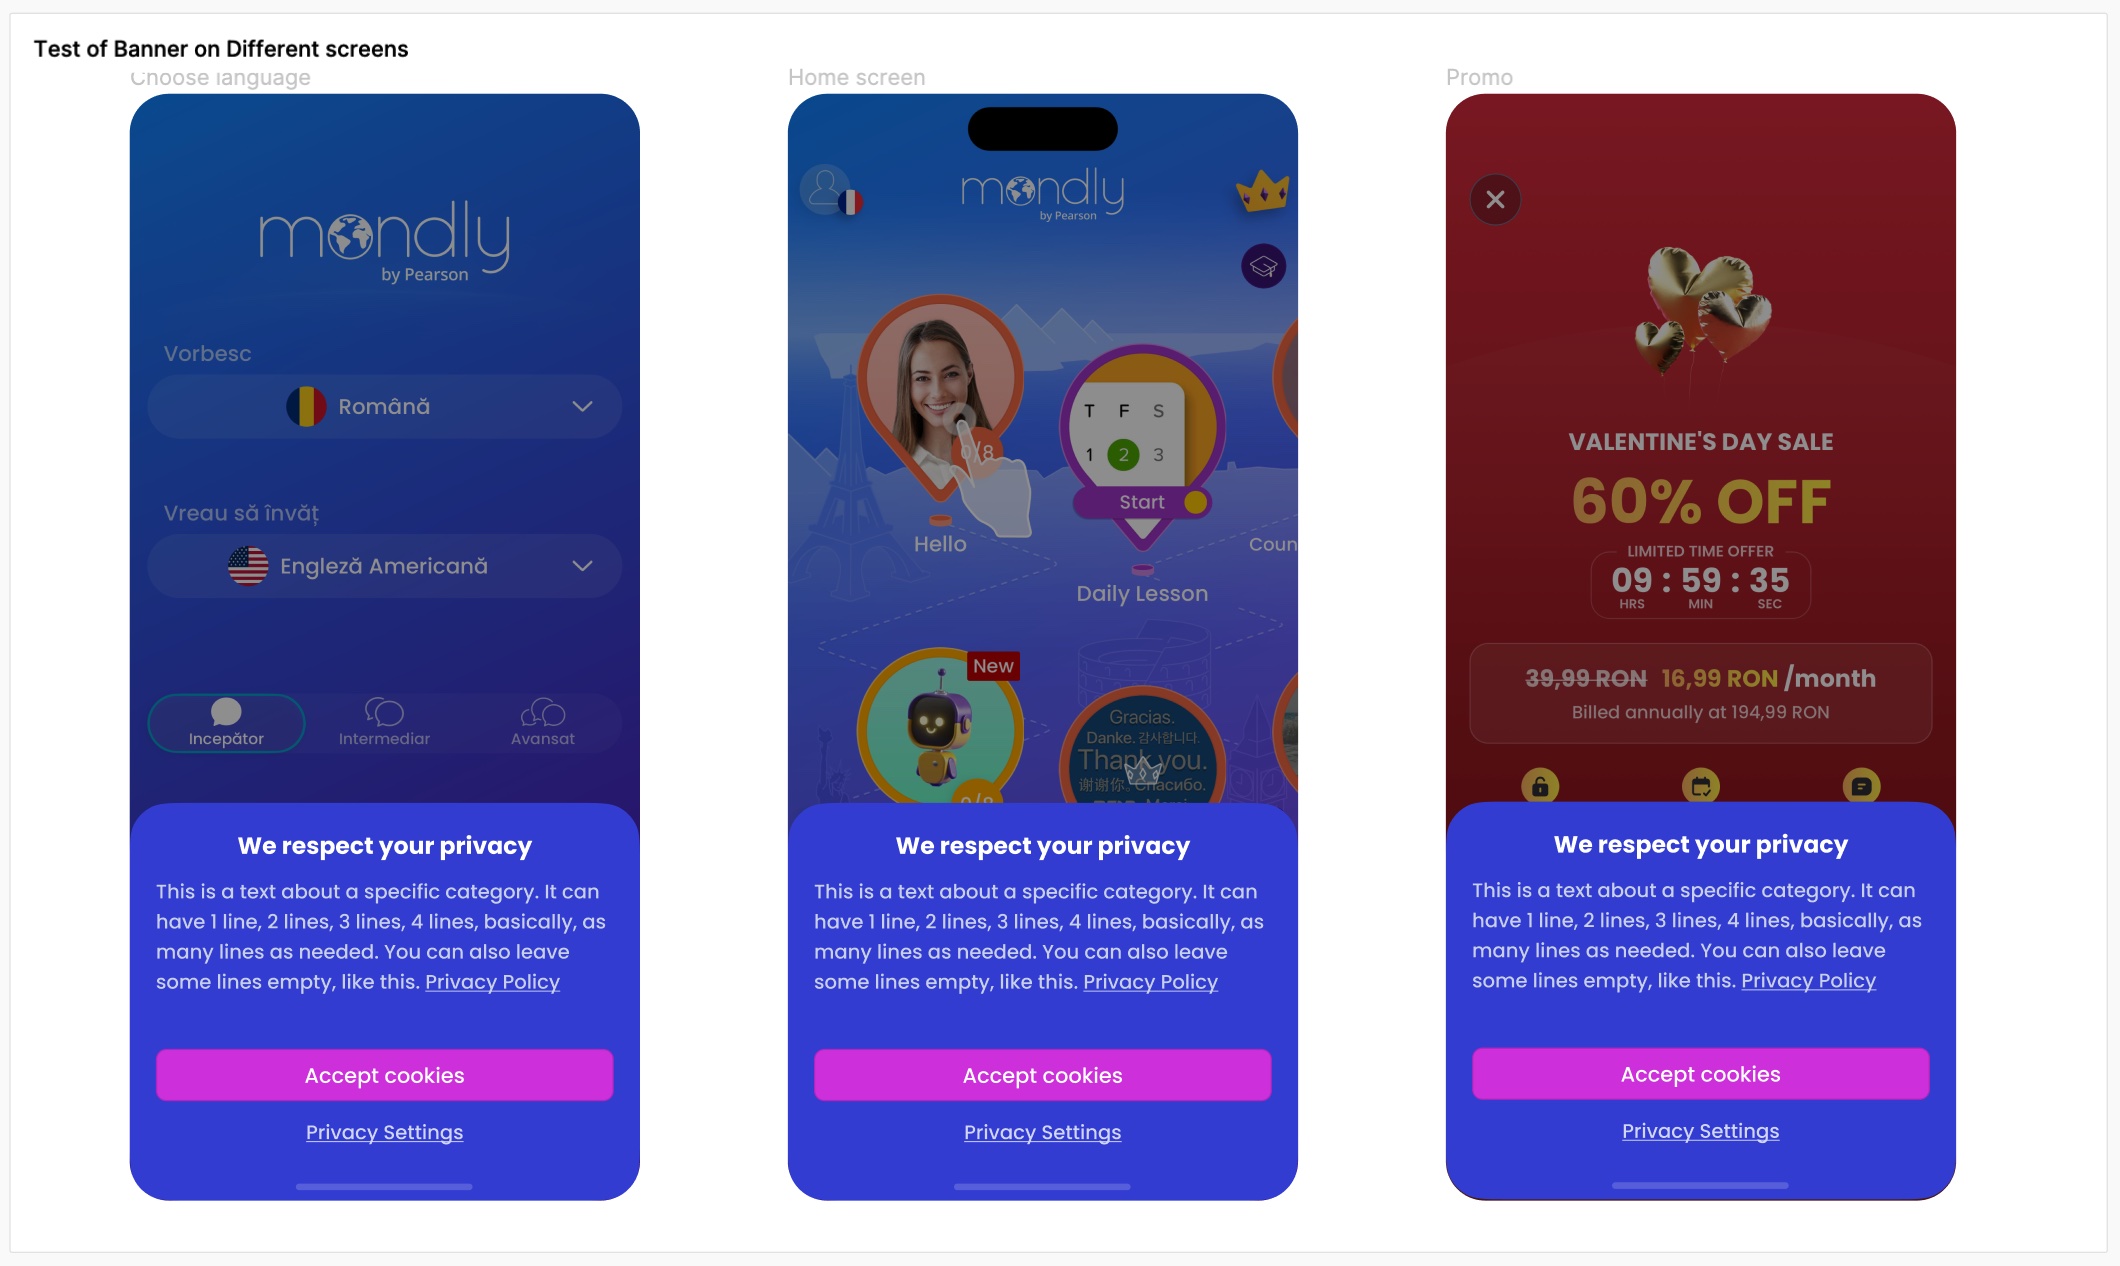 Test of Banner on Different screens
Choose language
mondly
by Pearson
Vorbesc
Română
Vreau să învăț
Engleză Americană
Incepător
Intermediar
Avansat
We respect your privacy
This is a text about a specific category. It can
have 1 line, 2 lines, 3 lines, 4 lines, basically, as
many lines as needed. You can also leave
some lines empty, like this. Privacy Policy
Accept cookies
Privacy Settings
Home screen
mondly
by Pearson
0/8
Hello
T F S
1 2 3
Start
Daily Lesson
Coun
New
Gracias.
Danke. 감사합니다.
Thank you.
谢谢你。Спасибо.
We respect your privacy
This is a text about a specific category. It can
have 1 line, 2 lines, 3 lines, 4 lines, basically, as
many lines as needed. You can also leave
some lines empty, like this. Privacy Policy
Accept cookies
Privacy Settings
Promo
VALENTINE'S DAY SALE
60% OFF
LIMITED TIME OFFER
09 : 59 : 35
HRS MIN SEC
39,99 RON 16,99 RON /month
Billed annually at 194,99 RON
We respect your privacy
This is a text about a specific category. It can
have 1 line, 2 lines, 3 lines, 4 lines, basically, as
many lines as needed. You can also leave
some lines empty, like this. Privacy Policy
Accept cookies
Privacy Settings